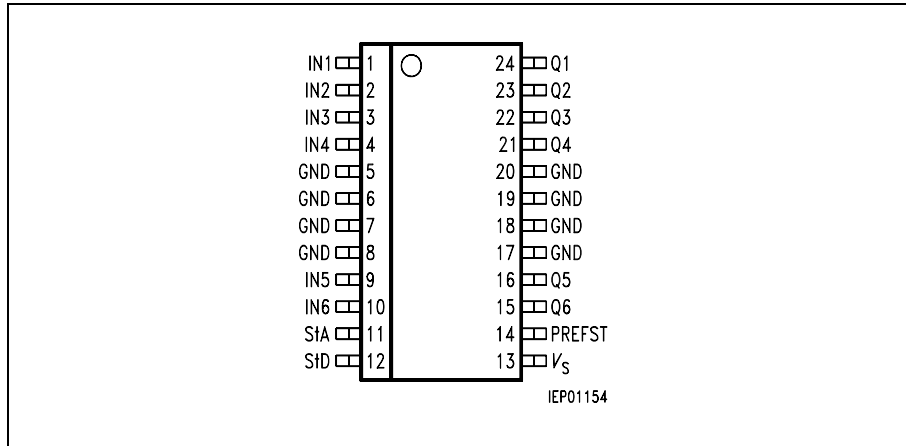 IN1 1 24 Q1
IN2 2 23 Q2
IN3 3 22 Q3
IN4 4 21 Q4
GND 5 20 GND
GND 6 19 GND
GND 7 18 GND
GND 8 17 GND
IN5 9 16 Q5
IN6 10 15 Q6
StA 11 14 PREFST
StD 12 13 VS
IEP01154